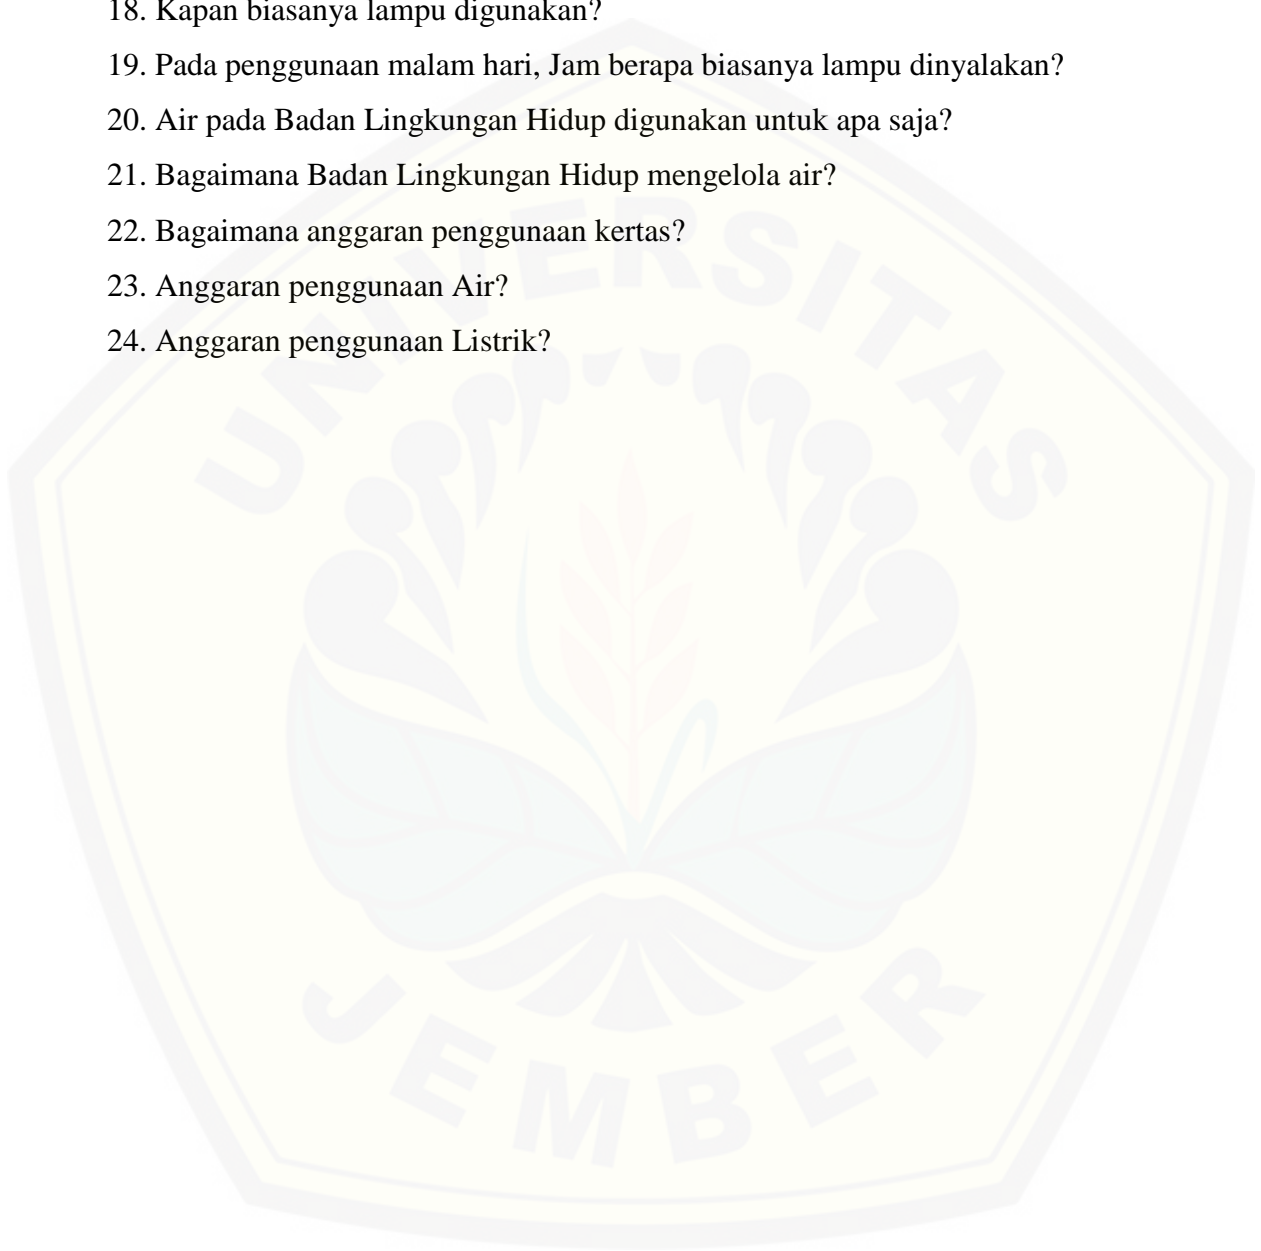 18. Kapan biasanya lampu digunakan?
19. Pada penggunaan malam hari, Jam berapa biasanya lampu dinyalakan?
20. Air pada Badan Lingkungan Hidup digunakan untuk apa saja?
21. Bagaimana Badan Lingkungan Hidup mengelola air?
22. Bagaimana anggaran penggunaan kertas?
23. Anggaran penggunaan Air?
24. Anggaran penggunaan Listrik?
UNIVERSITAS
JEMBER